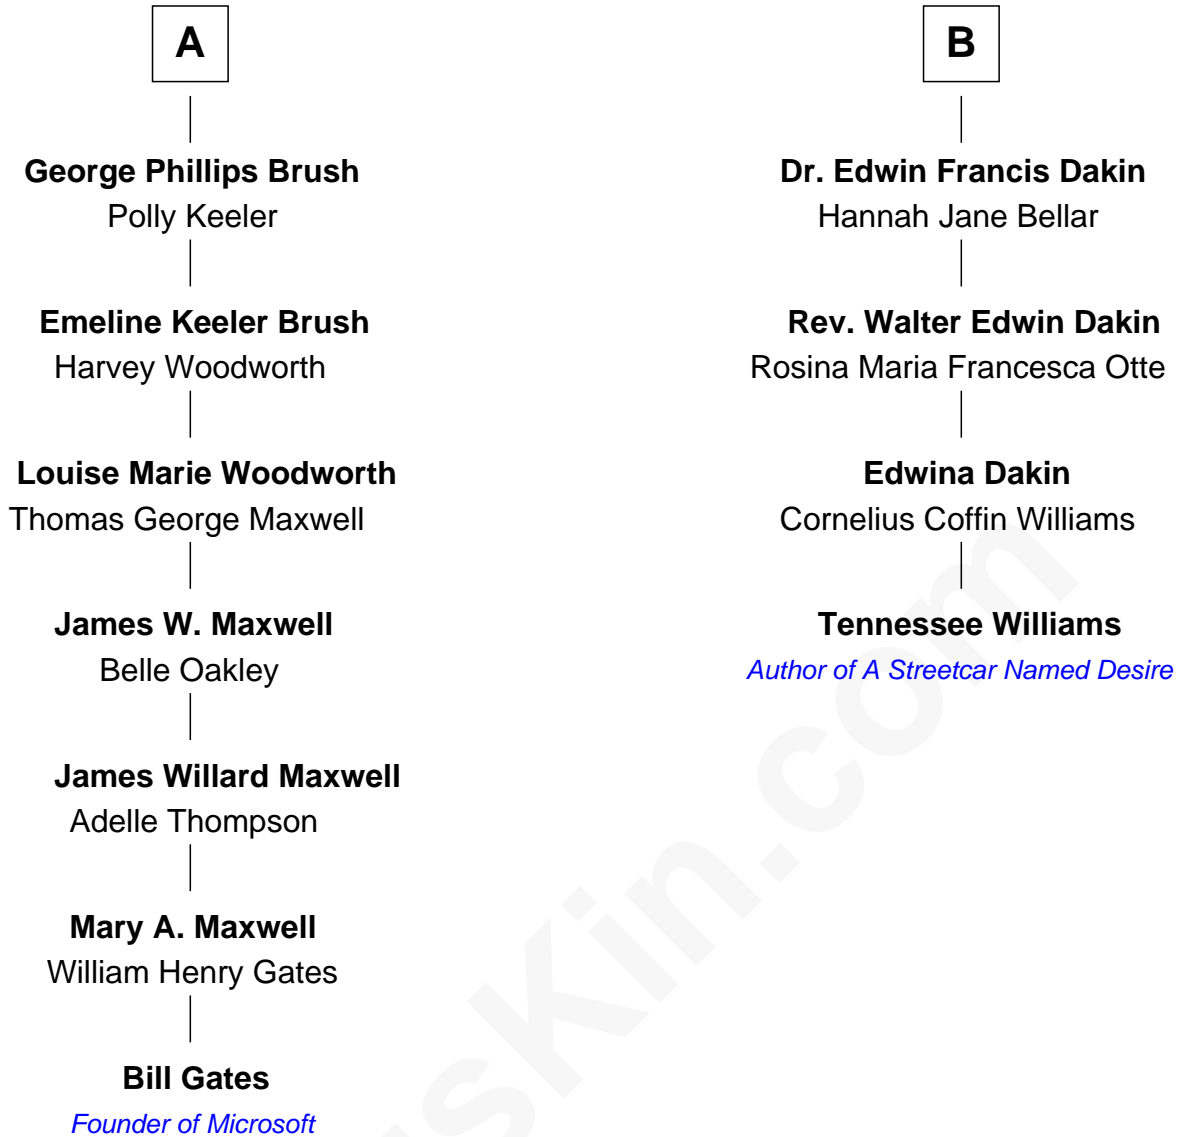 A
George Phillips Brush
Polly Keeler
Emeline Keeler Brush
Harvey Woodworth
Louise Marie Woodworth
Thomas George Maxwell
James W. Maxwell
Belle Oakley
James Willard Maxwell
Adelle Thompson
Mary A. Maxwell
William Henry Gates
Bill Gates
Founder of Microsoft
B
Dr. Edwin Francis Dakin
Hannah Jane Bellar
Rev. Walter Edwin Dakin
Rosina Maria Francesca Otte
Edwina Dakin
Cornelius Coffin Williams
Tennessee Williams
Author of A Streetcar Named Desire
sKin.com